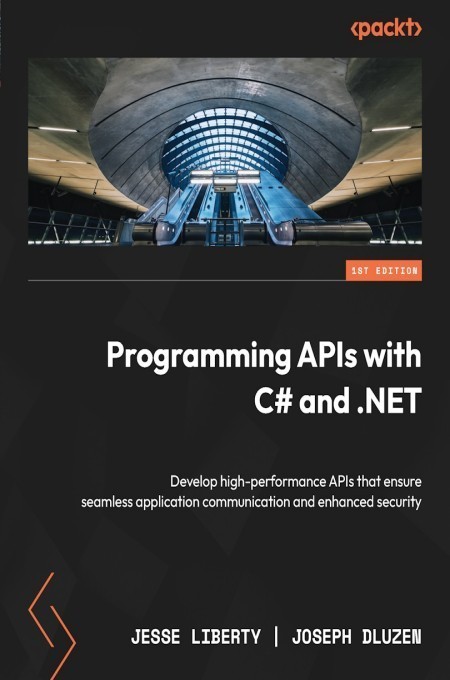 <packt>
1ST EDITION
Programming APIs with
C# and .NET
Develop high-performance APIs that ensure
seamless application communication and enhanced security
JESSE LIBERTY | JOSEPH DLUZEN